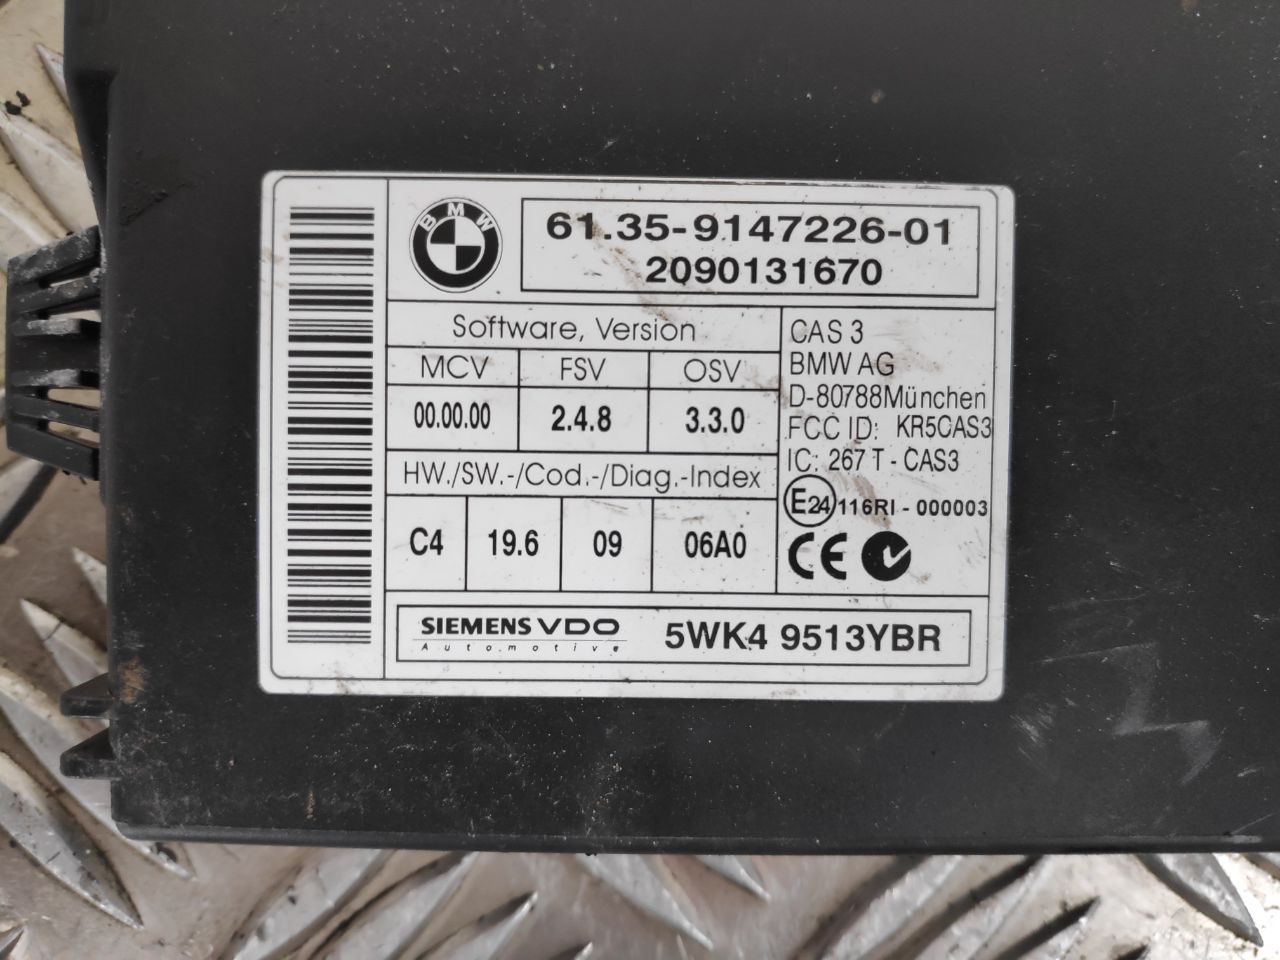 BMW
61.35-9147226-01
2090131670
Software, Version
MCV FSV OSV
00.00.00 2.4.8 3.3.0
HW./SW.-/Cod.-/Diag.-Index
C4 19.6 09 06A0
CAS 3
BMW AG
D-80788München
FCC ID: KR5CAS3
IC: 267 T - CAS3
E24 116RI - 000003
CE
SIEMENS VDO 5WK4 9513YBR
Automotive